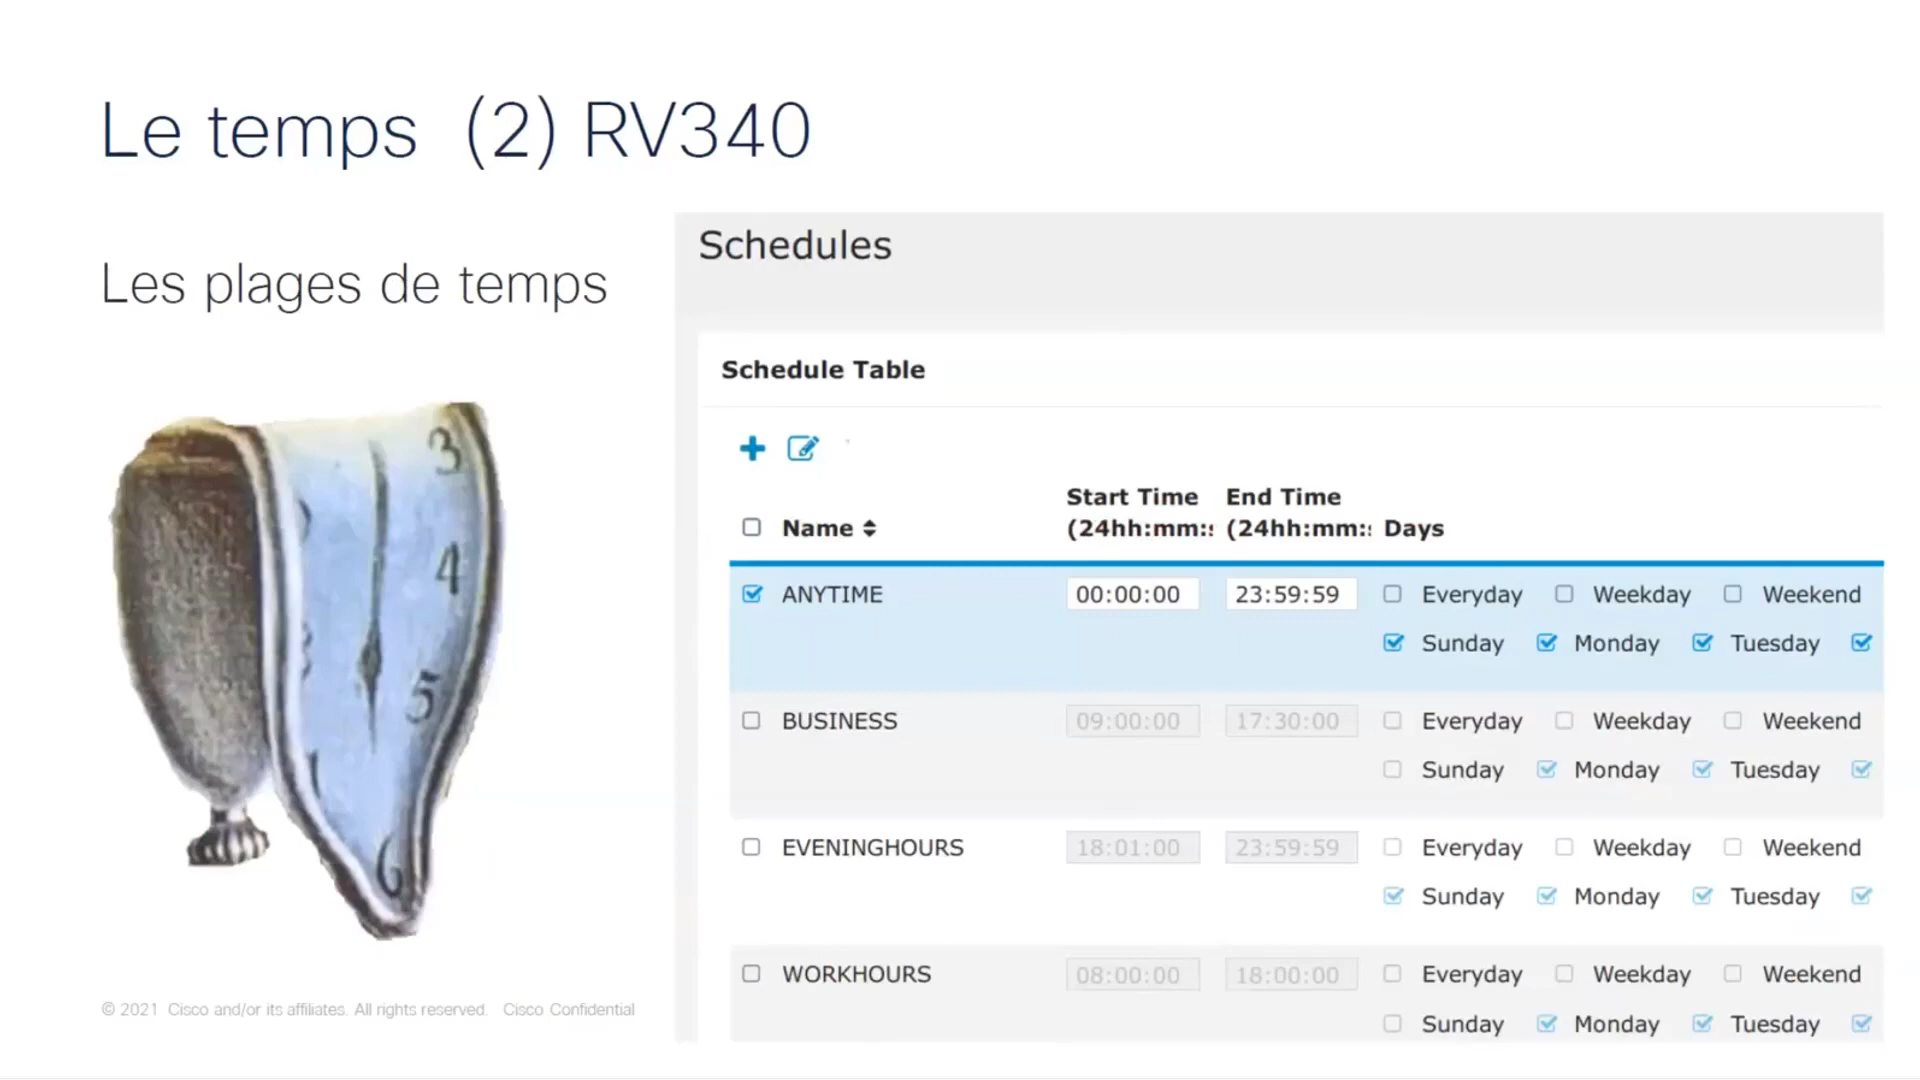 Le temps (2) RV340
Les plages de temps
3
4
5
6
© 2021 Cisco and/or its affiliates. All rights reserved. Cisco Confidential
Schedules
Schedule Table
Start Time End Time
Name (24hh:mm: (24hh:mm: Days
ANYTIME 00:00:00 23:59:59 Everyday Weekday Weekend
Sunday Monday Tuesday
BUSINESS 09:00:00 17:30:00 Everyday Weekday Weekend
Sunday Monday Tuesday
EVENINGHOURS 18:01:00 23:59:59 Everyday Weekday Weekend
Sunday Monday Tuesday
WORKHOURS 08:00:00 18:00:00 Everyday Weekday Weekend
Sunday Monday Tuesday